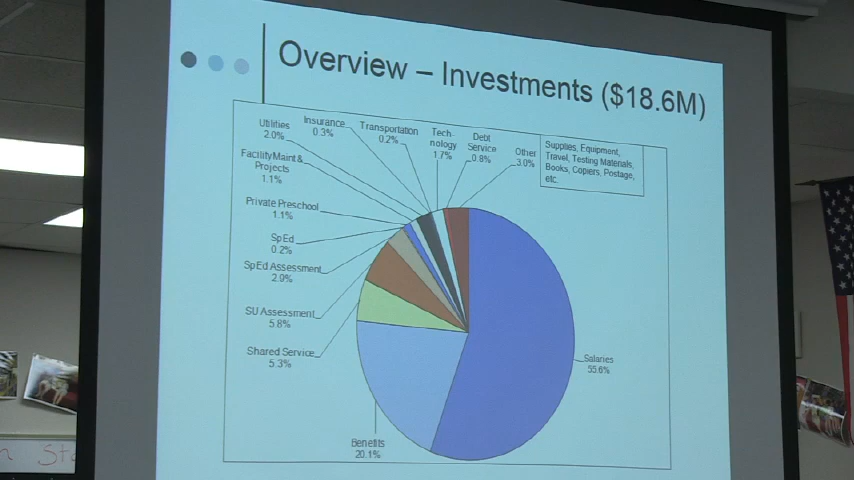 Overview – Investments ($18.6M)
Utilities
2.0%
Insurance
0.3%
Transportation
0.2%
Tech-
nology
1.7%
Debt
Service
0.8%
Other
3.0%
Supplies, Equipment,
Travel, Testing Materials,
Books, Copiers, Postage,
etc.
Facility Maint &
Projects
1.1%
Private Preschool
1.1%
SpEd
0.2%
SpEd Assessment
2.9%
SU Assessment
5.8%
Shared Service
5.3%
Salaries
55.6%
Benefits
20.1%